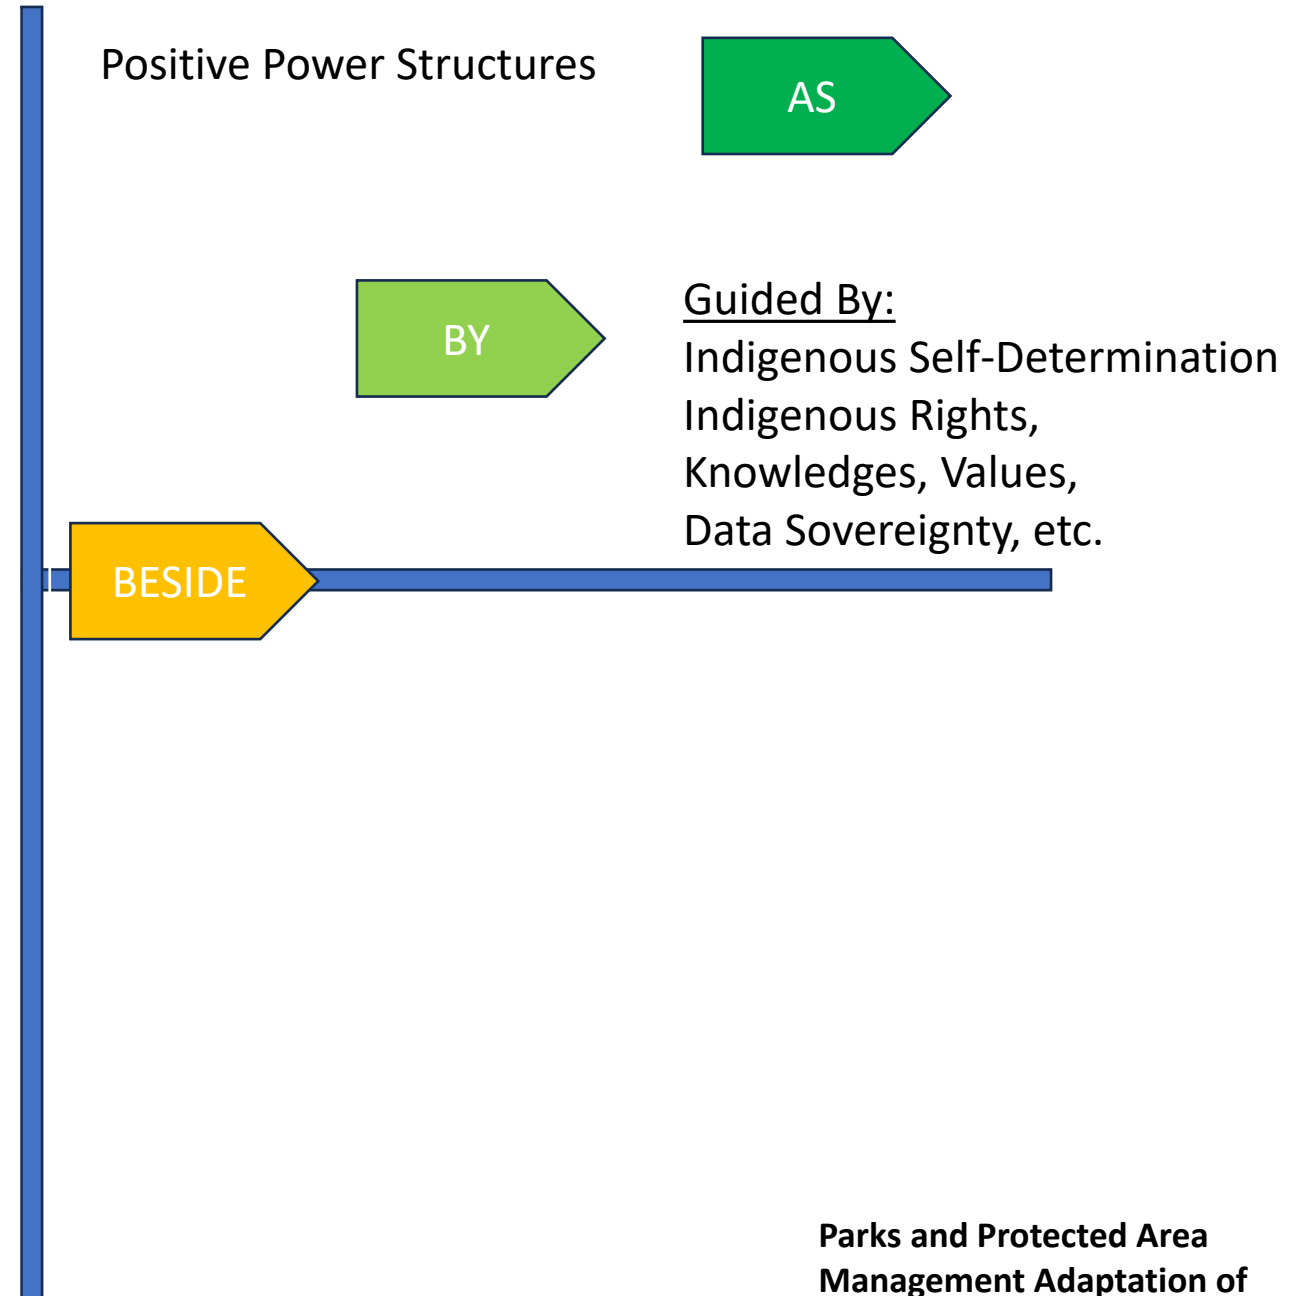 Positive Power Structures
AS
BY
Guided By:
Indigenous Self-Determination
Indigenous Rights,
Knowledges, Values,
Data Sovereignty, etc.
BESIDE
Parks and Protected Area
Management Adaptation of